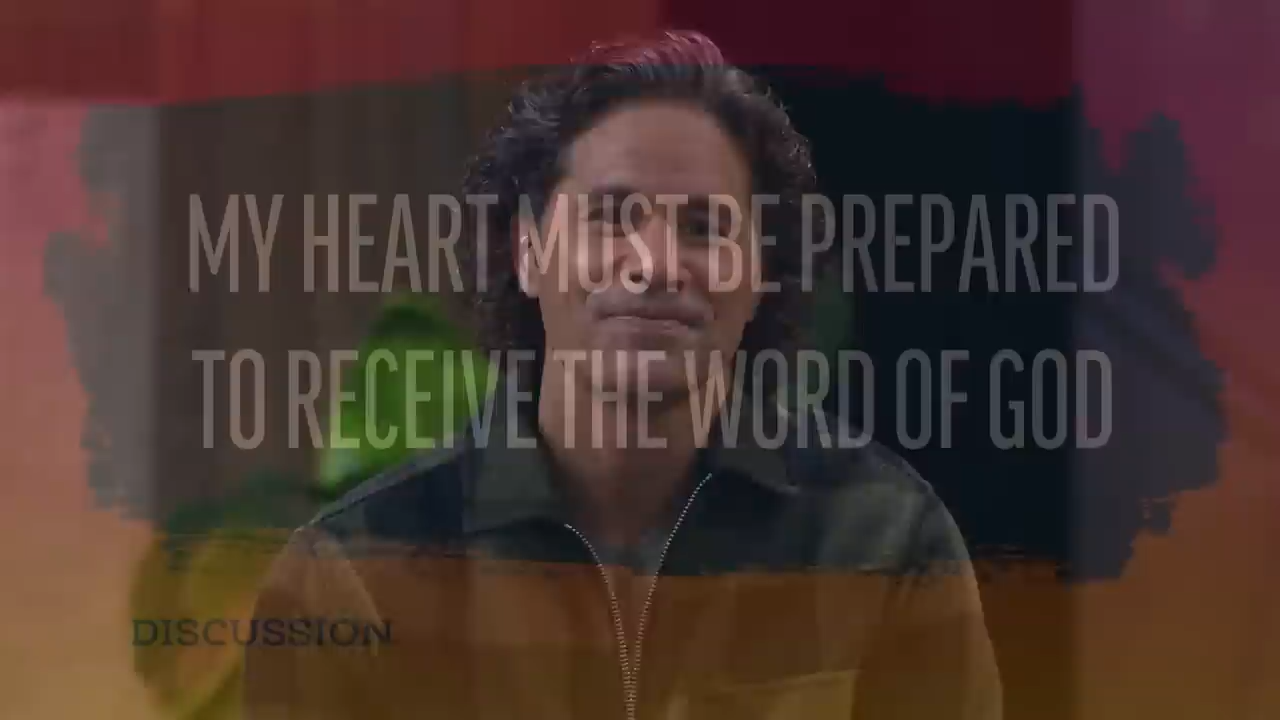 MY HEART MUST BE PREPARED
TO RECEIVE THE WORD OF GOD
DISCUSSION